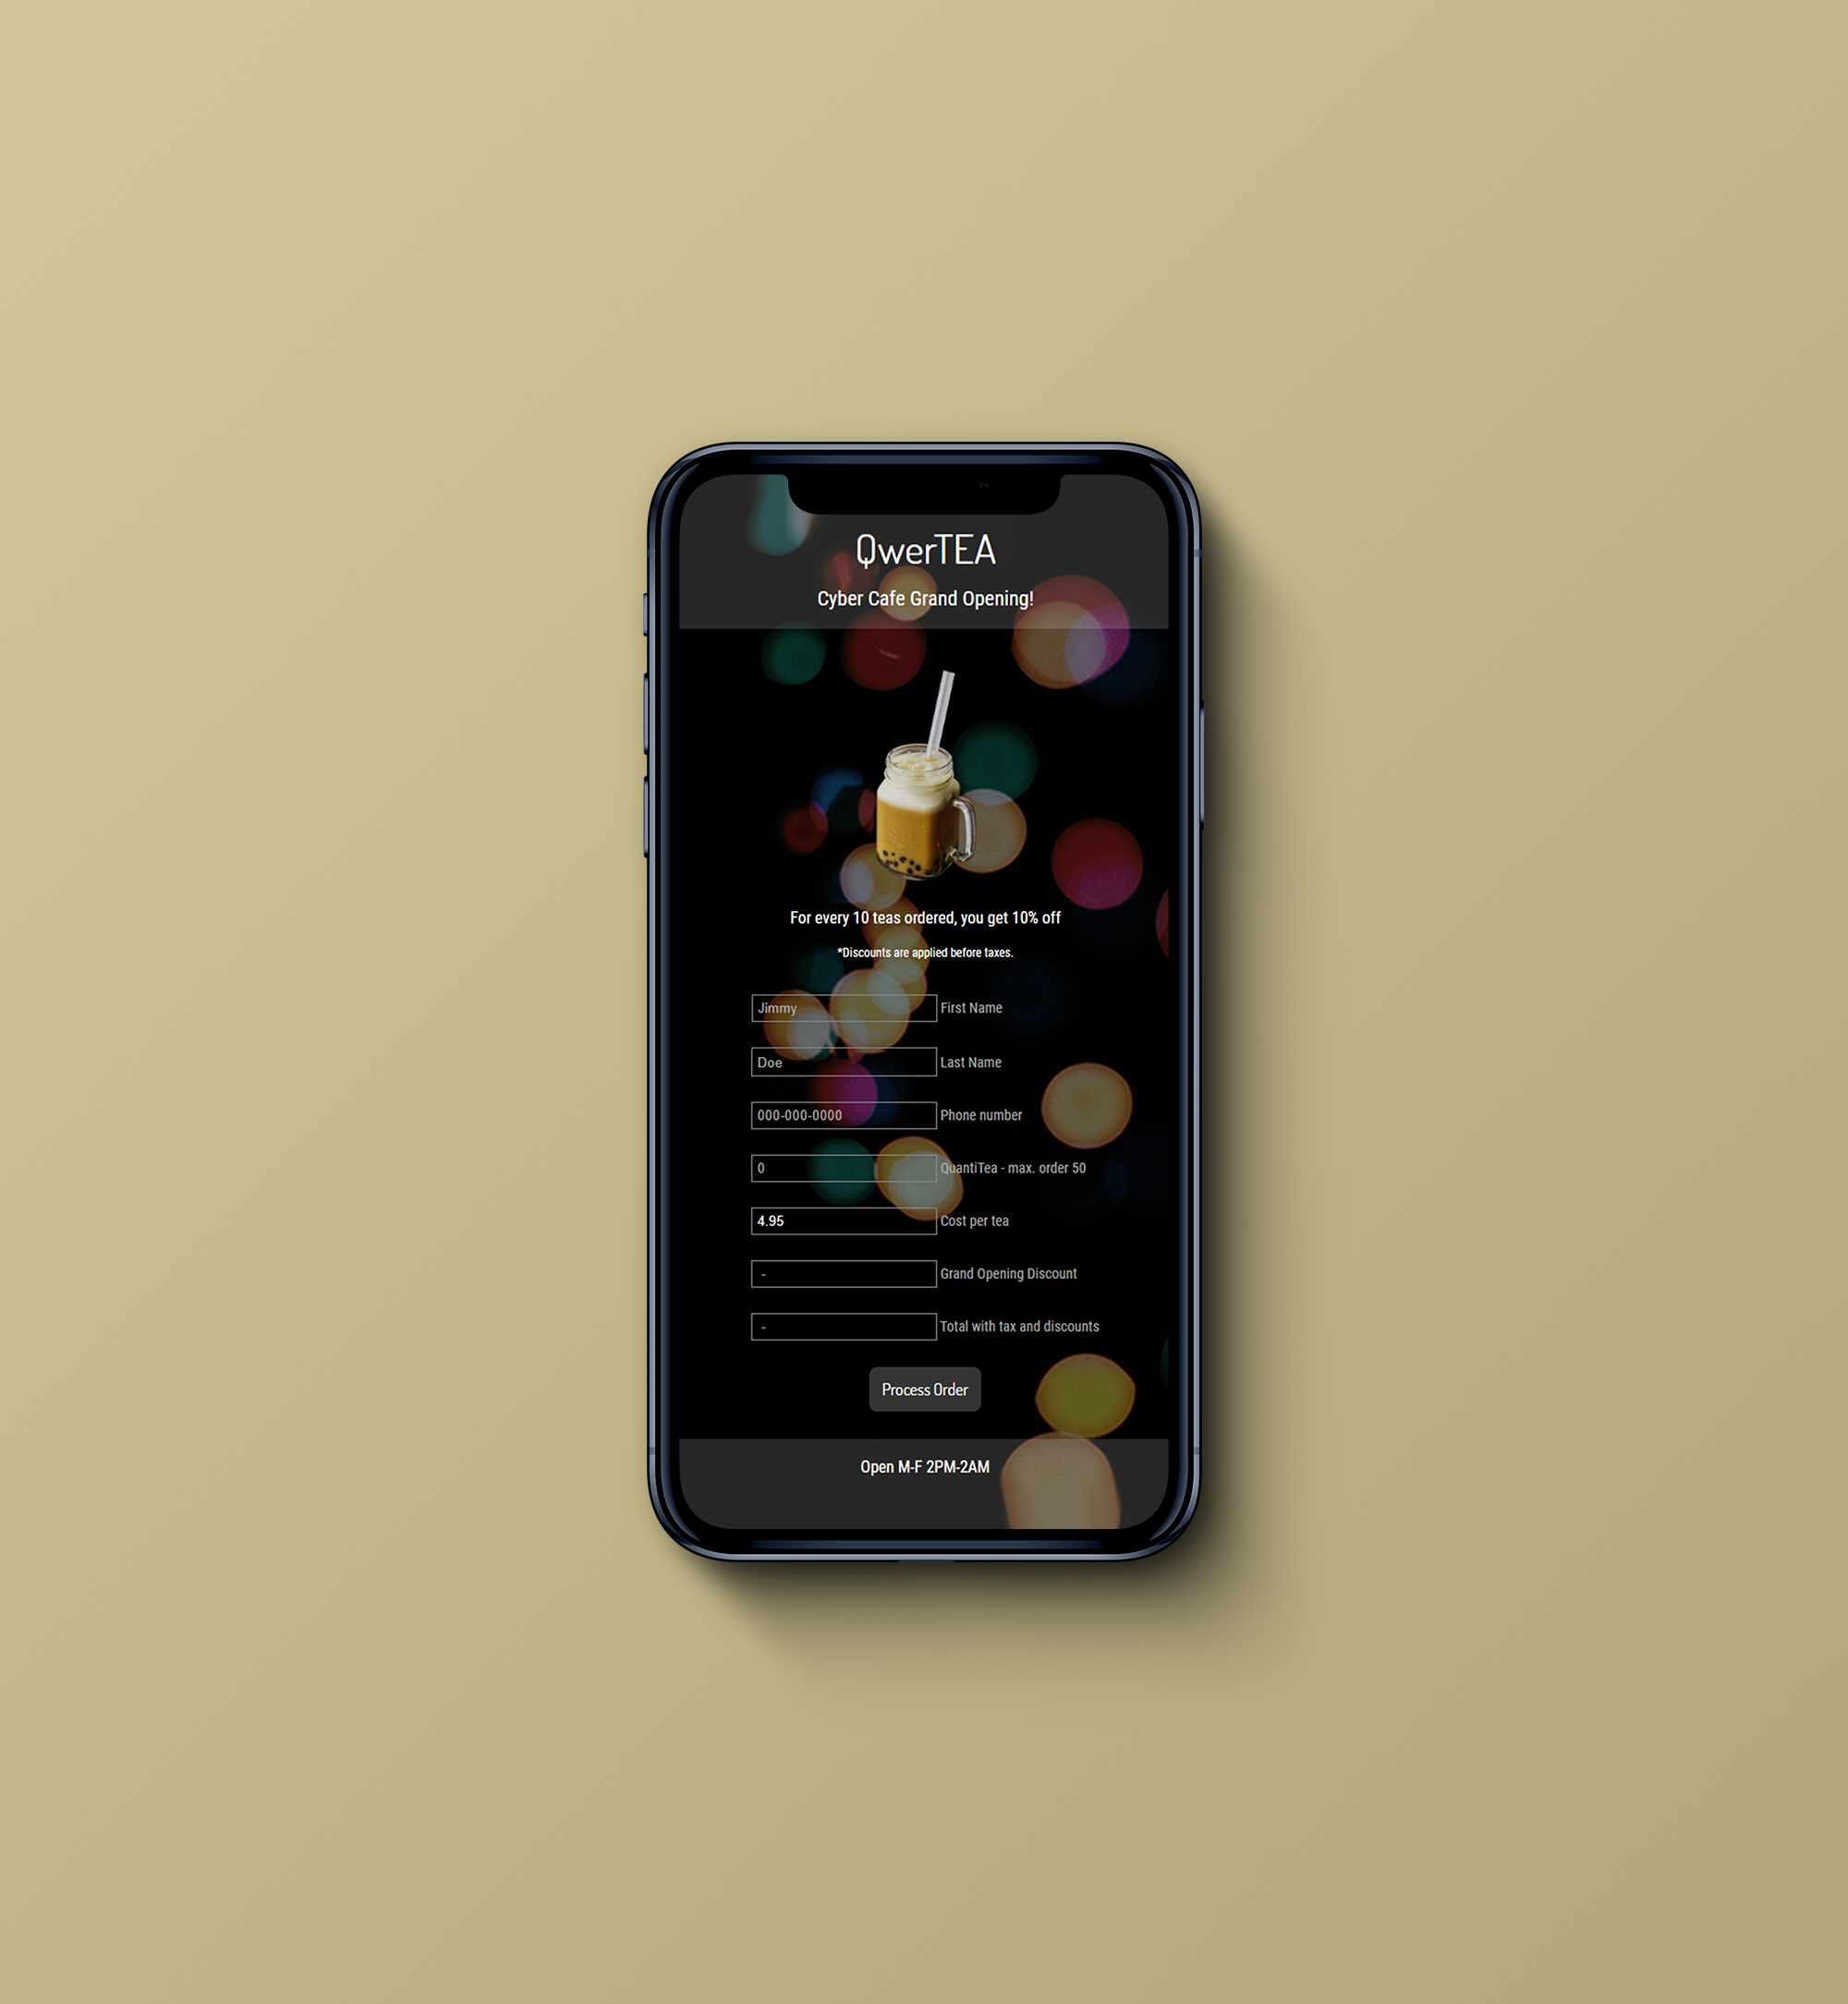 QwerTEA
Cyber Cafe Grand Opening!
For every 10 teas ordered, you get 10% off
*Discounts are applied before taxes.
Jimmy First Name
Doe Last Name
000-000-0000 Phone number
0 QuantiTea - max. order 50
4.95 Cost per tea
- Grand Opening Discount
- Total with tax and discounts
Process Order
Open M-F 2PM-2AM